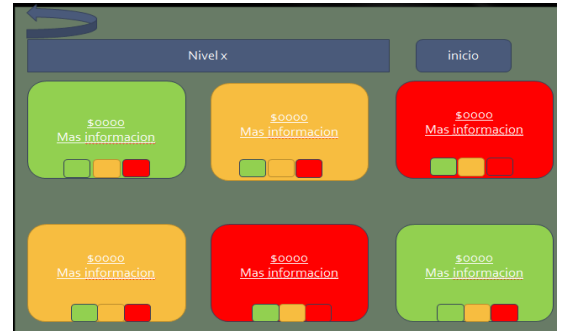 Nivel x
inicio
$0000
Mas informacion
$0000
Mas informacion
$0000
Mas informacion
$0000
Mas informacion
$0000
Mas informacion
$0000
Mas informacion